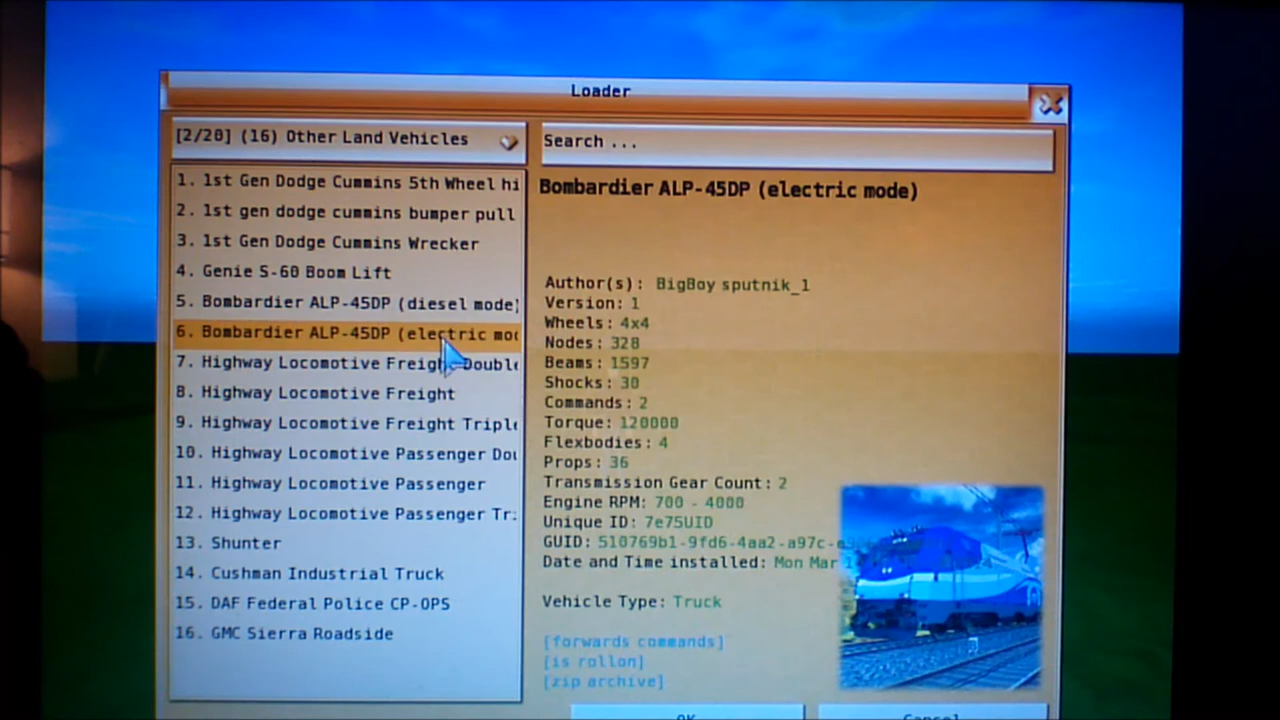 Loader
[2/20] (16) Other Land Vehicles
Search ...
1. 1st Gen Dodge Cummins 5th Wheel hi
2. 1st gen dodge cummins bumper pull
3. 1st Gen Dodge Cummins Wrecker
4. Genie S-60 Boom Lift
5. Bombardier ALP-45DP (diesel mode)
6. Bombardier ALP-45DP (electric mo
7. Highway Locomotive Freight Double
8. Highway Locomotive Freight
9. Highway Locomotive Freight Triple
10. Highway Locomotive Passenger Dou
11. Highway Locomotive Passenger
12. Highway Locomotive Passenger Tr
13. Shunter
14. Cushman Industrial Truck
15. DAF Federal Police CP-OPS
16. GMC Sierra Roadside
Bombardier ALP-45DP (electric mode)
Author(s): BigBoy sputnik_1
Version: 1
Wheels: 4x4
Nodes: 328
Beams: 1597
Shocks: 30
Commands: 2
Torque: 120000
Flexbodies: 4
Props: 36
Transmission Gear Count: 2
Engine RPM: 700 - 4000
Unique ID: 7e75UID
GUID: 510769b1-9fd6-4aa2-a97c-
Date and Time installed: Mon Mar
Vehicle Type: Truck
[forwards commands]
[is rollon]
[zip archive]
OK
Cancel